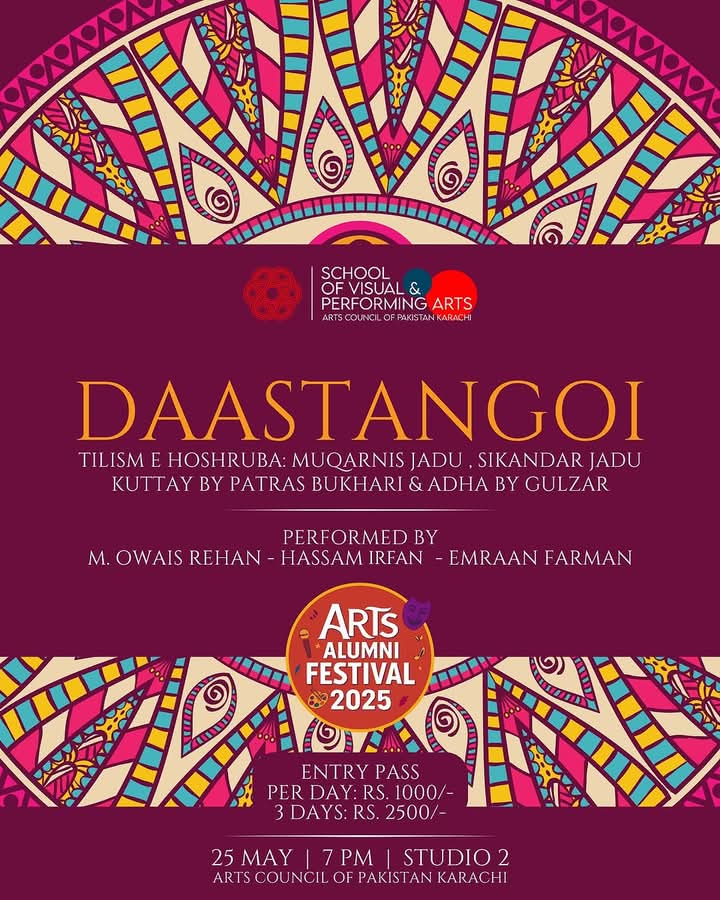 SCHOOL
OF VISUAL &
PERFORMING ARTS
ARTS COUNCIL OF PAKISTAN KARACHI
DAASTANGOI
TILISM E HOSHRUBA: MUQARNIS JADU , SIKANDAR JADU
KUTTAY BY PATRAS BUKHARI & ADHA BY GULZAR
PERFORMED BY
M. OWAIS REHAN - HASSAM IRFAN - EMRAAN FARMAN
ARTS
ALUMNI
FESTIVAL
2025
ENTRY PASS
PER DAY: RS. 1000/-
3 DAYS: RS. 2500/-
25 MAY | 7 PM | STUDIO 2
ARTS COUNCIL OF PAKISTAN KARACHI